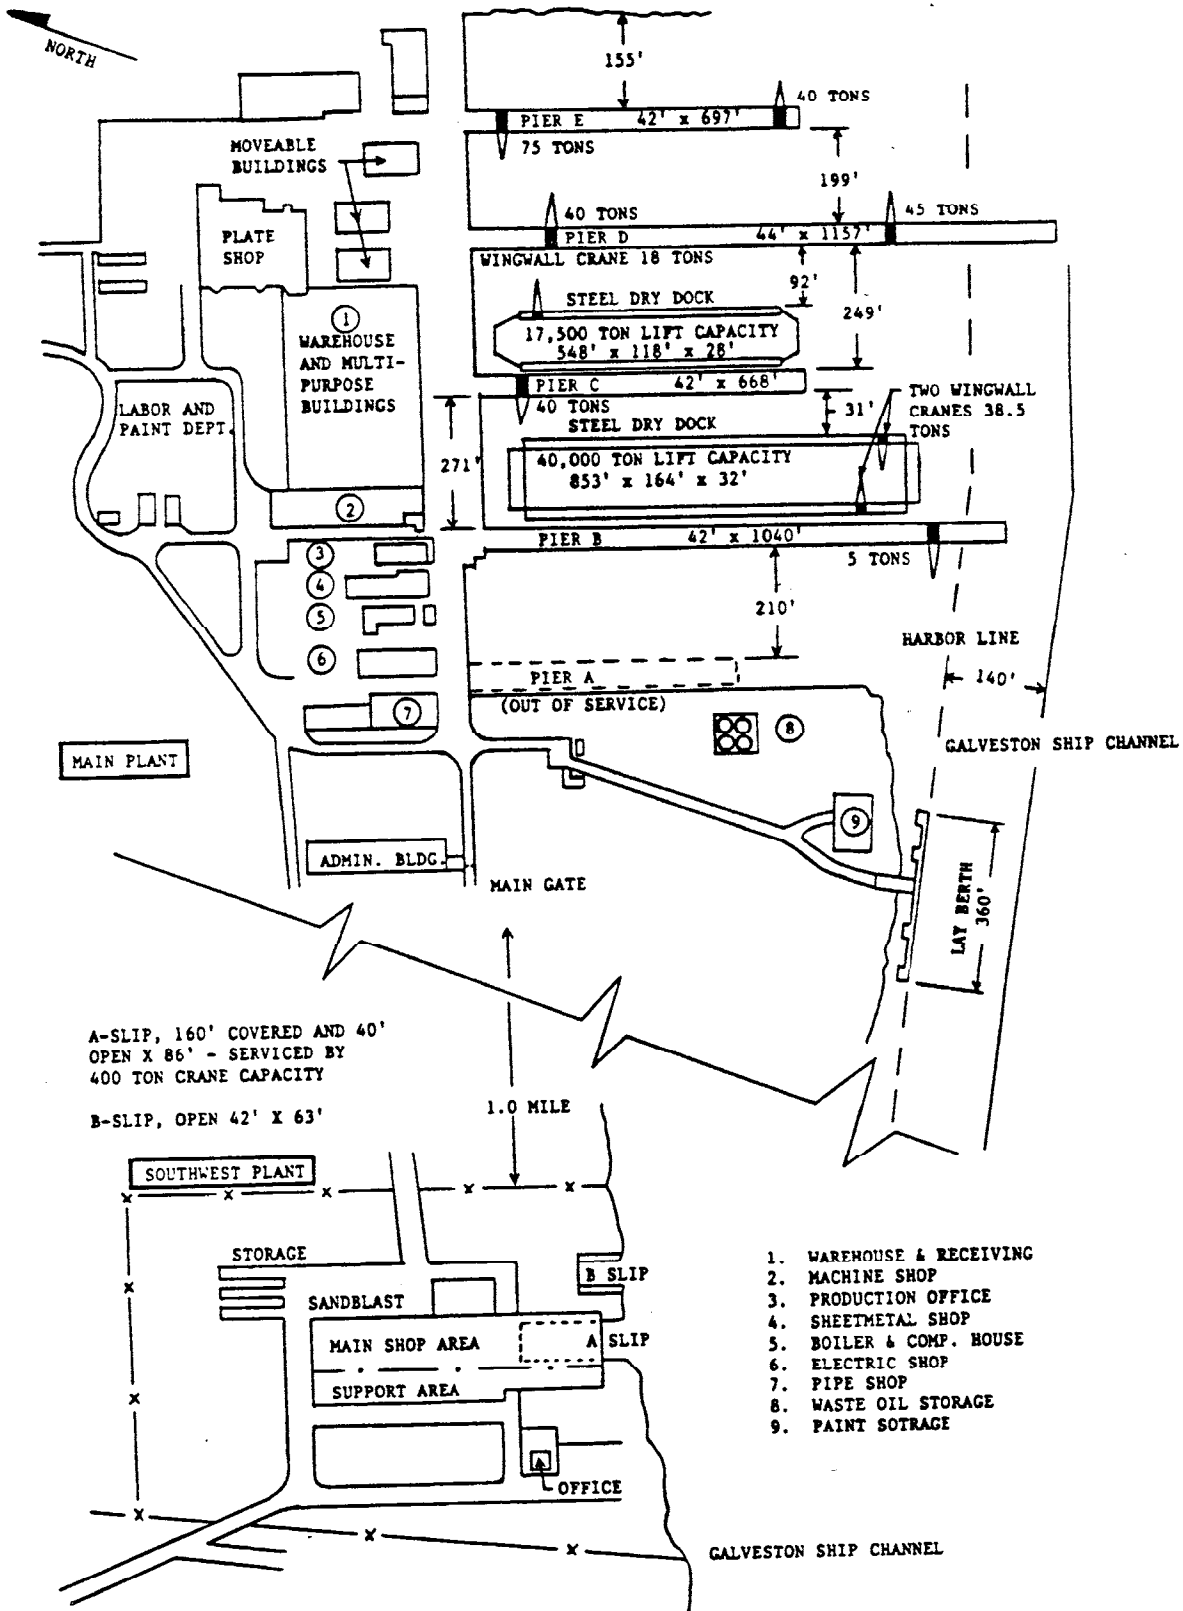 NORTH
155'
40 TONS
PIER E 42' x 697'
75 TONS
MOVEABLE
BUILDINGS
199'
40 TONS
45 TONS
PLATE
SHOP
PIER D 44' x 1157'
WINGWALL CRANE 18 TONS
92'
STEEL DRY DOCK
249'
17,500 TON LIFT CAPACITY
548' x 118' x 28'
1
WAREHOUSE
AND MULTI-
PURPOSE
BUILDINGS
PIER C 42' x 668'
40 TONS
31'
TWO WINGWALL
CRANES 38.5
TONS
LABOR AND
PAINT DEPT.
STEEL DRY DOCK
271'
40,000 TON LIFT CAPACITY
853' x 164' x 32'
2
PIER B 42' x 1040'
3
5 TONS
4
210'
5
HARBOR LINE
6
PIER A
140'
(OUT OF SERVICE)
7
8
GALVESTON SHIP CHANNEL
MAIN PLANT
9
ADMIN. BLDG.
MAIN GATE
LAY BERTH
360'
A-SLIP, 160' COVERED AND 40'
OPEN X 86' - SERVICED BY
400 TON CRANE CAPACITY
B-SLIP, OPEN 42' X 63'
1.0 MILE
SOUTHWEST PLANT
STORAGE
B SLIP
SANDBLAST
MAIN SHOP AREA
A SLIP
SUPPORT AREA
OFFICE
1. WAREHOUSE & RECEIVING
2. MACHINE SHOP
3. PRODUCTION OFFICE
4. SHEETMETAL SHOP
5. BOILER & COMP. HOUSE
6. ELECTRIC SHOP
7. PIPE SHOP
8. WASTE OIL STORAGE
9. PAINT SOTRAGE
GALVESTON SHIP CHANNEL